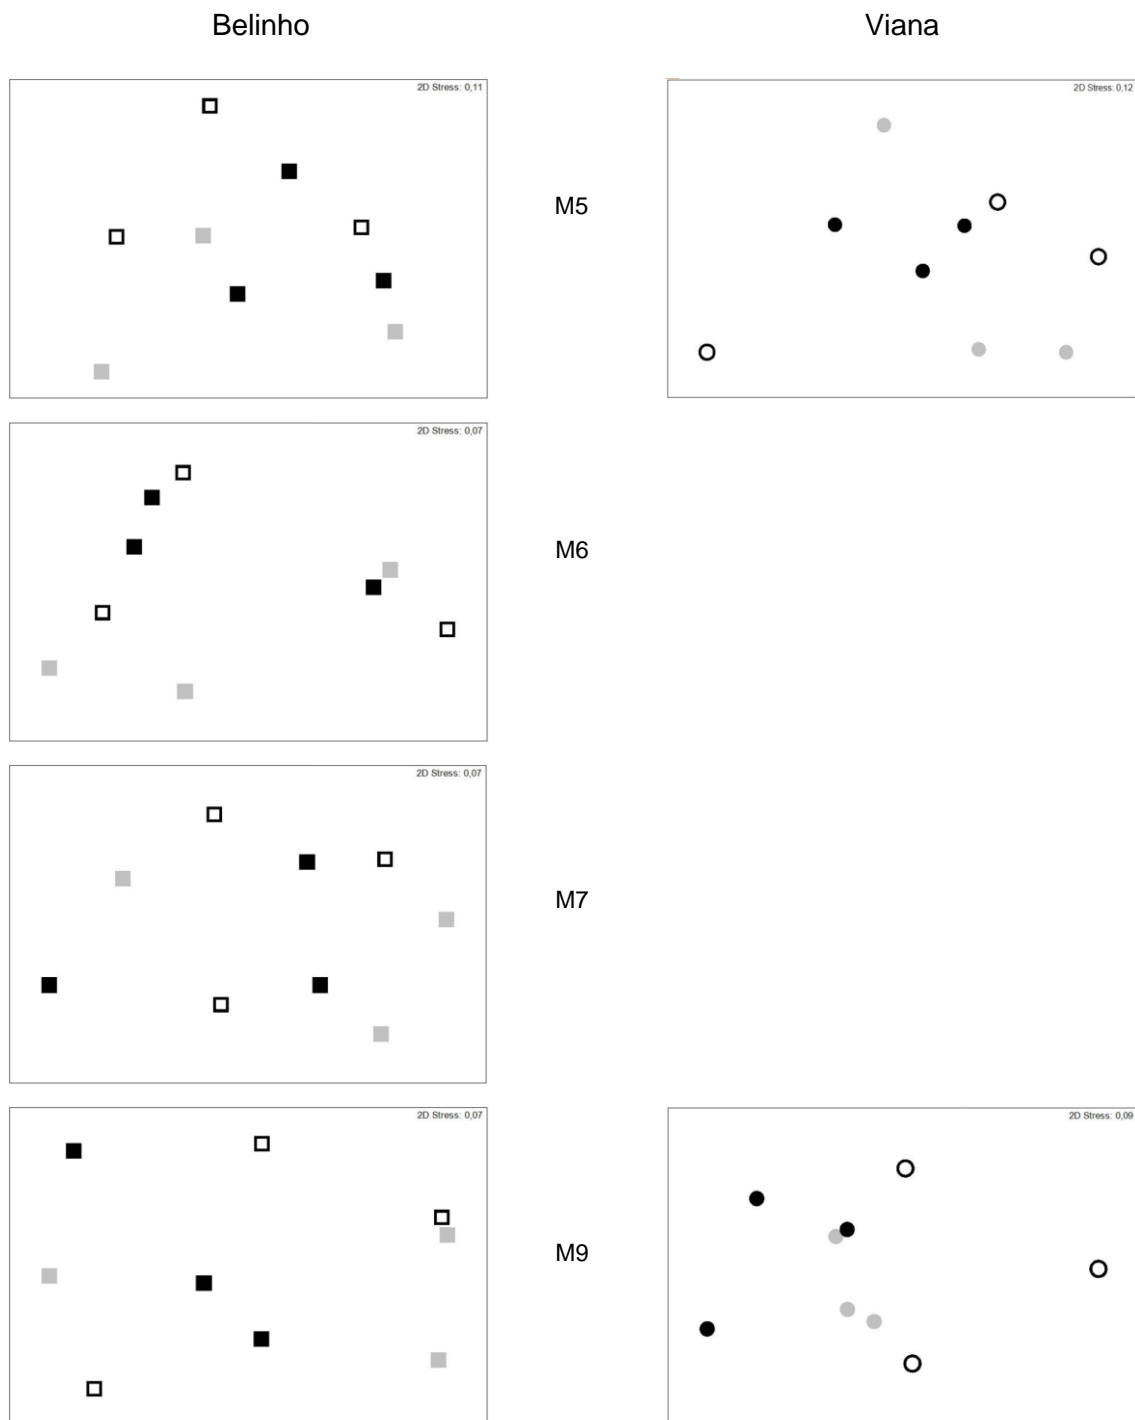 Belinho Viana
2D Stress: 0,11
2D Stress: 0,12
M5
2D Stress: 0,07
M6
2D Stress: 0,07
M7
2D Stress: 0,07
2D Stress: 0,09
M9